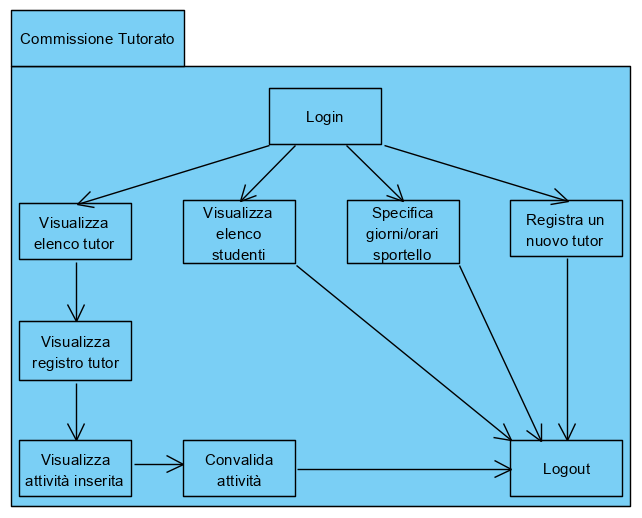 Commissione Tutorato
Login
Visualizza
elenco tutor
Visualizza
elenco
studenti
Specifica
giorni/orari
sportello
Registra un
nuovo tutor
Visualizza
registro tutor
Visualizza
attività inserita
Convalida
attività
Logout